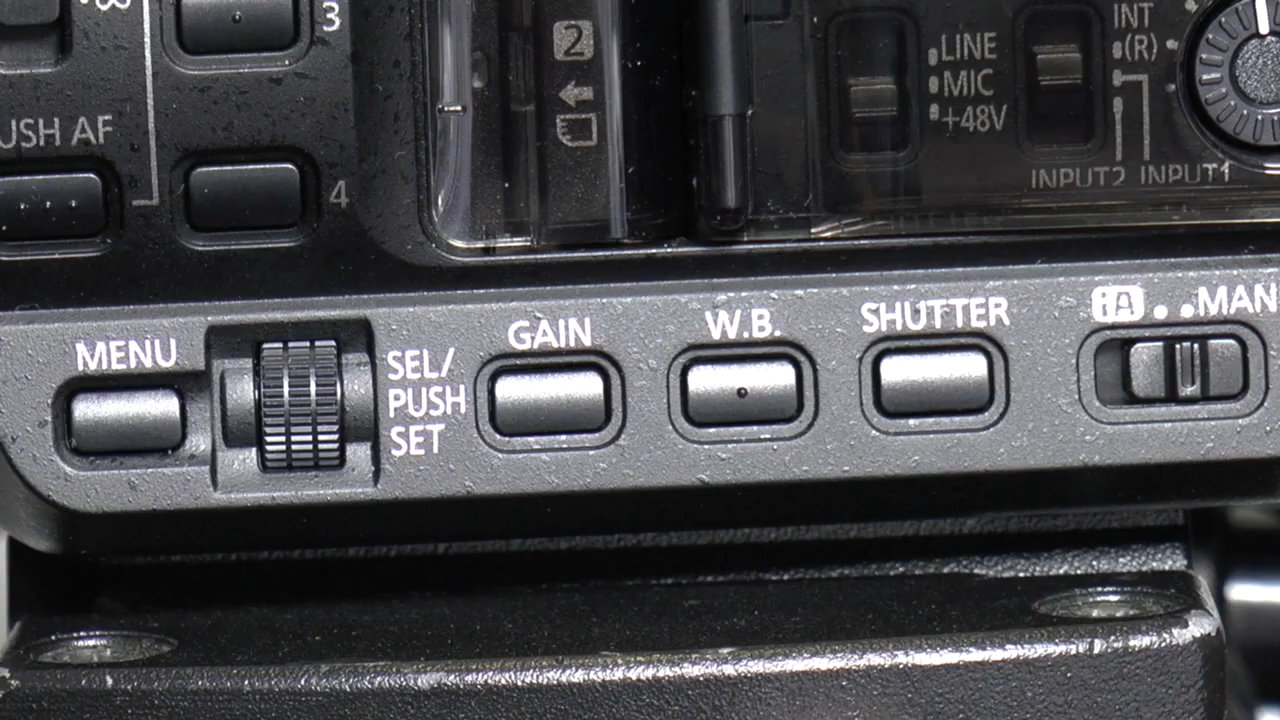 3
USH AF
4
2
LINE
MIC
+48V
INT
(R)
INPUT2 INPUT1
MENU
SEL/
PUSH
SET
GAIN
W.B.
SHUTTER
iA
MAN